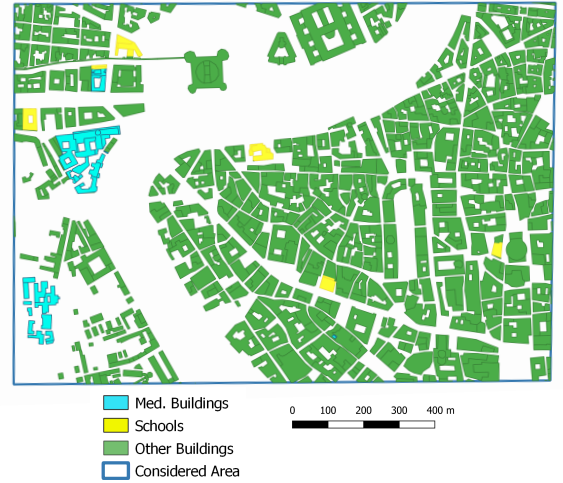 Med. Buildings
Schools
Other Buildings
Considered Area
0 100 200 300 400 m